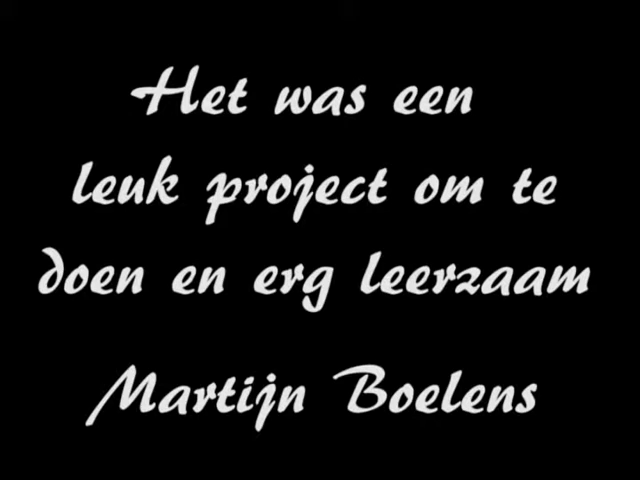 Het was een
leuk project om te
doen en erg leerzaam
Martijn Boelens